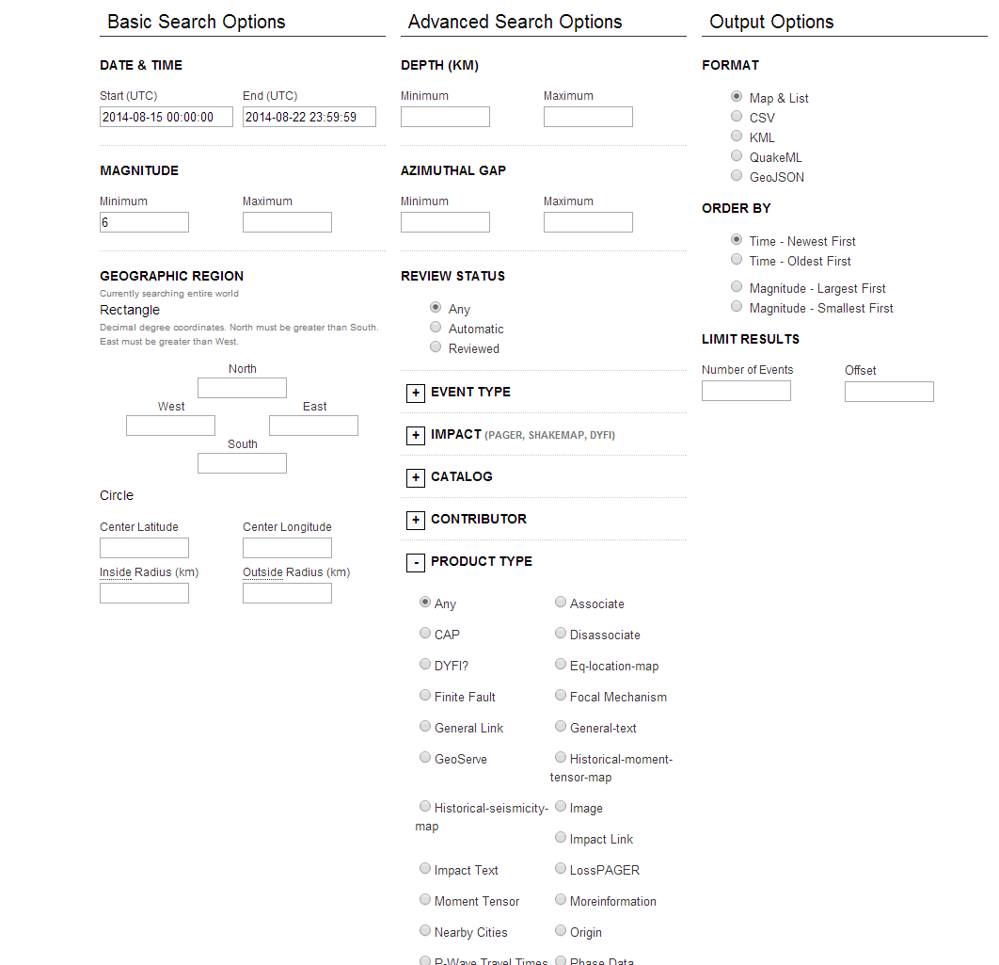 Basic Search Options
DATE & TIME
Start (UTC) End (UTC)
2014-08-15 00:00:00 2014-08-22 23:59:59
MAGNITUDE
Minimum Maximum
6
GEOGRAPHIC REGION
Currently searching entire world
Rectangle
Decimal degree coordinates. North must be greater than South.
East must be greater than West.
North
West East
South
Circle
Center Latitude Center Longitude
Inside Radius (km) Outside Radius (km)
Advanced Search Options
DEPTH (KM)
Minimum Maximum
AZIMUTHAL GAP
Minimum Maximum
REVIEW STATUS
Any
Automatic
Reviewed
+ EVENT TYPE
+ IMPACT (PAGER, SHAKEMAP, DYFI)
+ CATALOG
+ CONTRIBUTOR
- PRODUCT TYPE
Any Associate
CAP Disassociate
DYFI? Eq-location-map
Finite Fault Focal Mechanism
General Link General-text
GeoServe Historical-moment-
tensor-map
Historical-seismicity- Image
map
Impact Link
Impact Text LossPAGER
Moment Tensor Moreinformation
Nearby Cities Origin
P-Wave Travel Times Phase Data
Output Options
FORMAT
Map & List
CSV
KML
QuakeML
GeoJSON
ORDER BY
Time - Newest First
Time - Oldest First
Magnitude - Largest First
Magnitude - Smallest First
LIMIT RESULTS
Number of Events Offset